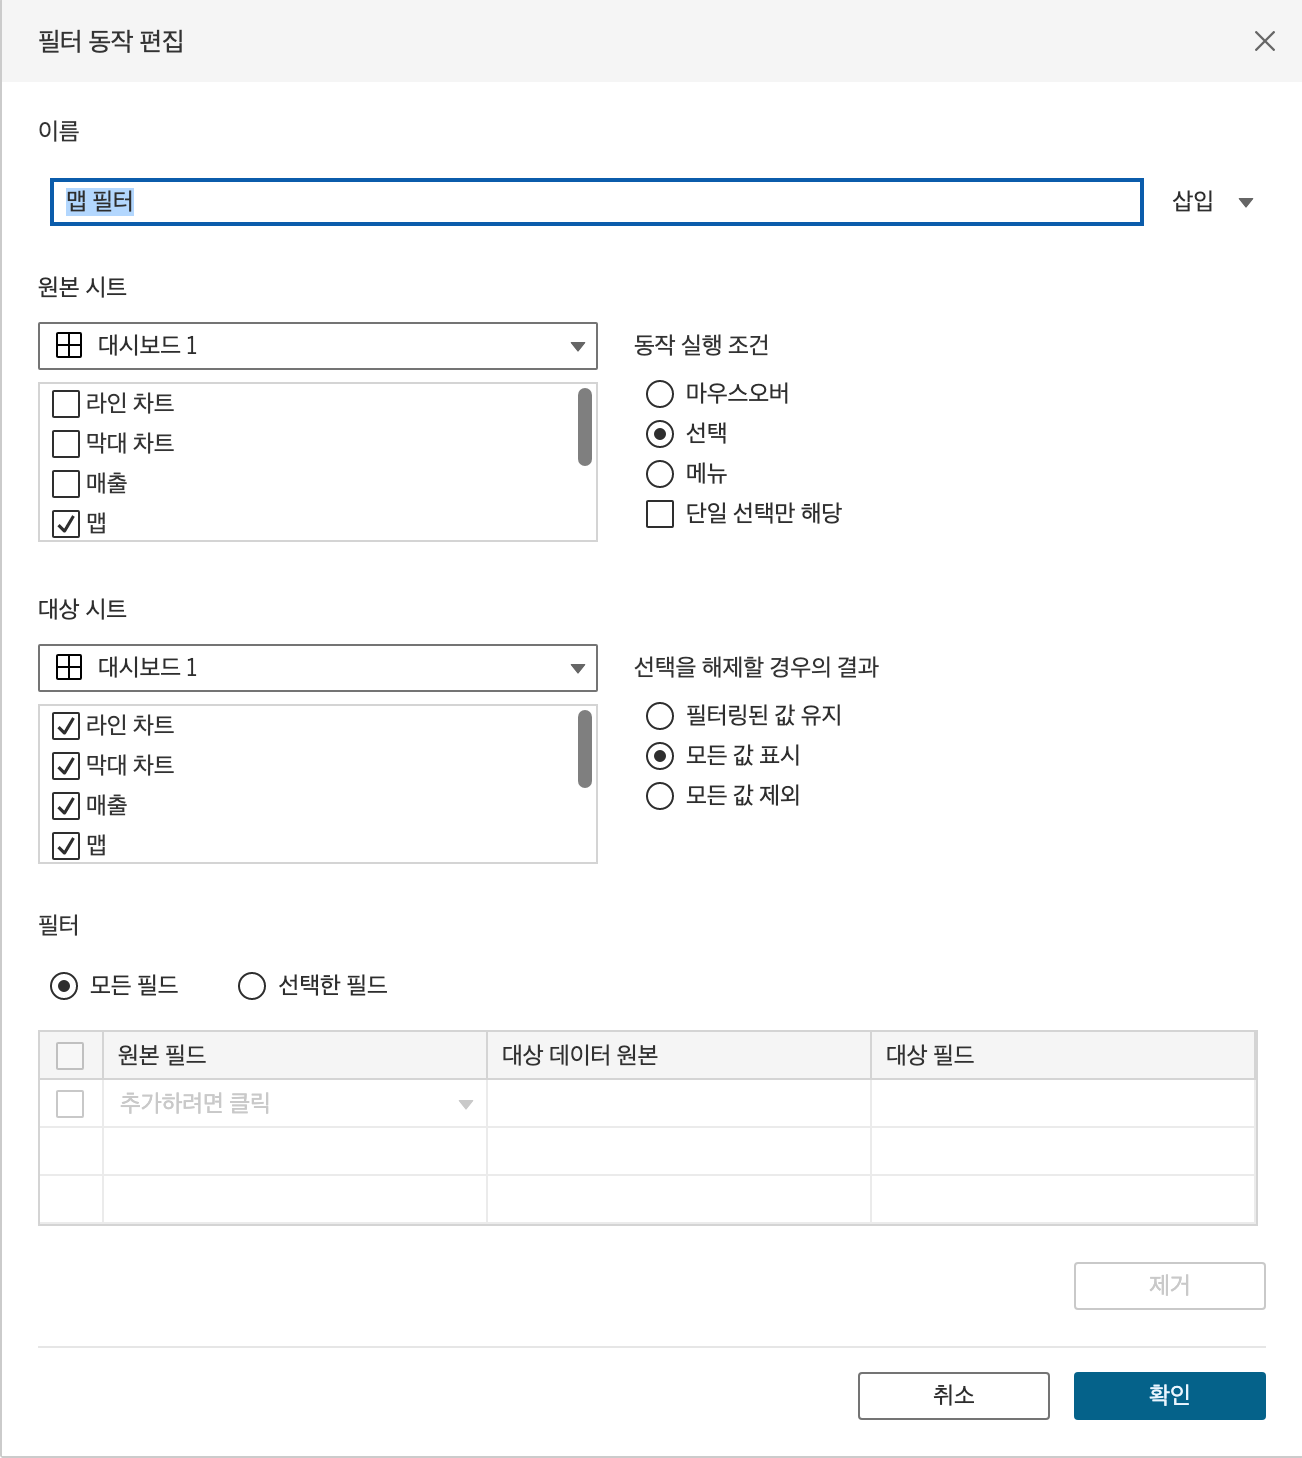 필터 동작 편집
이름
맵 필터
삽입
원본 시트
대시보드 1
라인 차트
막대 차트
매출
맵
동작 실행 조건
마우스오버
선택
메뉴
단일 선택만 해당
대상 시트
대시보드 1
라인 차트
막대 차트
매출
맵
선택을 해제할 경우의 결과
필터링된 값 유지
모든 값 표시
모든 값 제외
필터
모든 필드 선택한 필드
원본 필드 대상 데이터 원본 대상 필드
추가하려면 클릭
제거
취소 확인